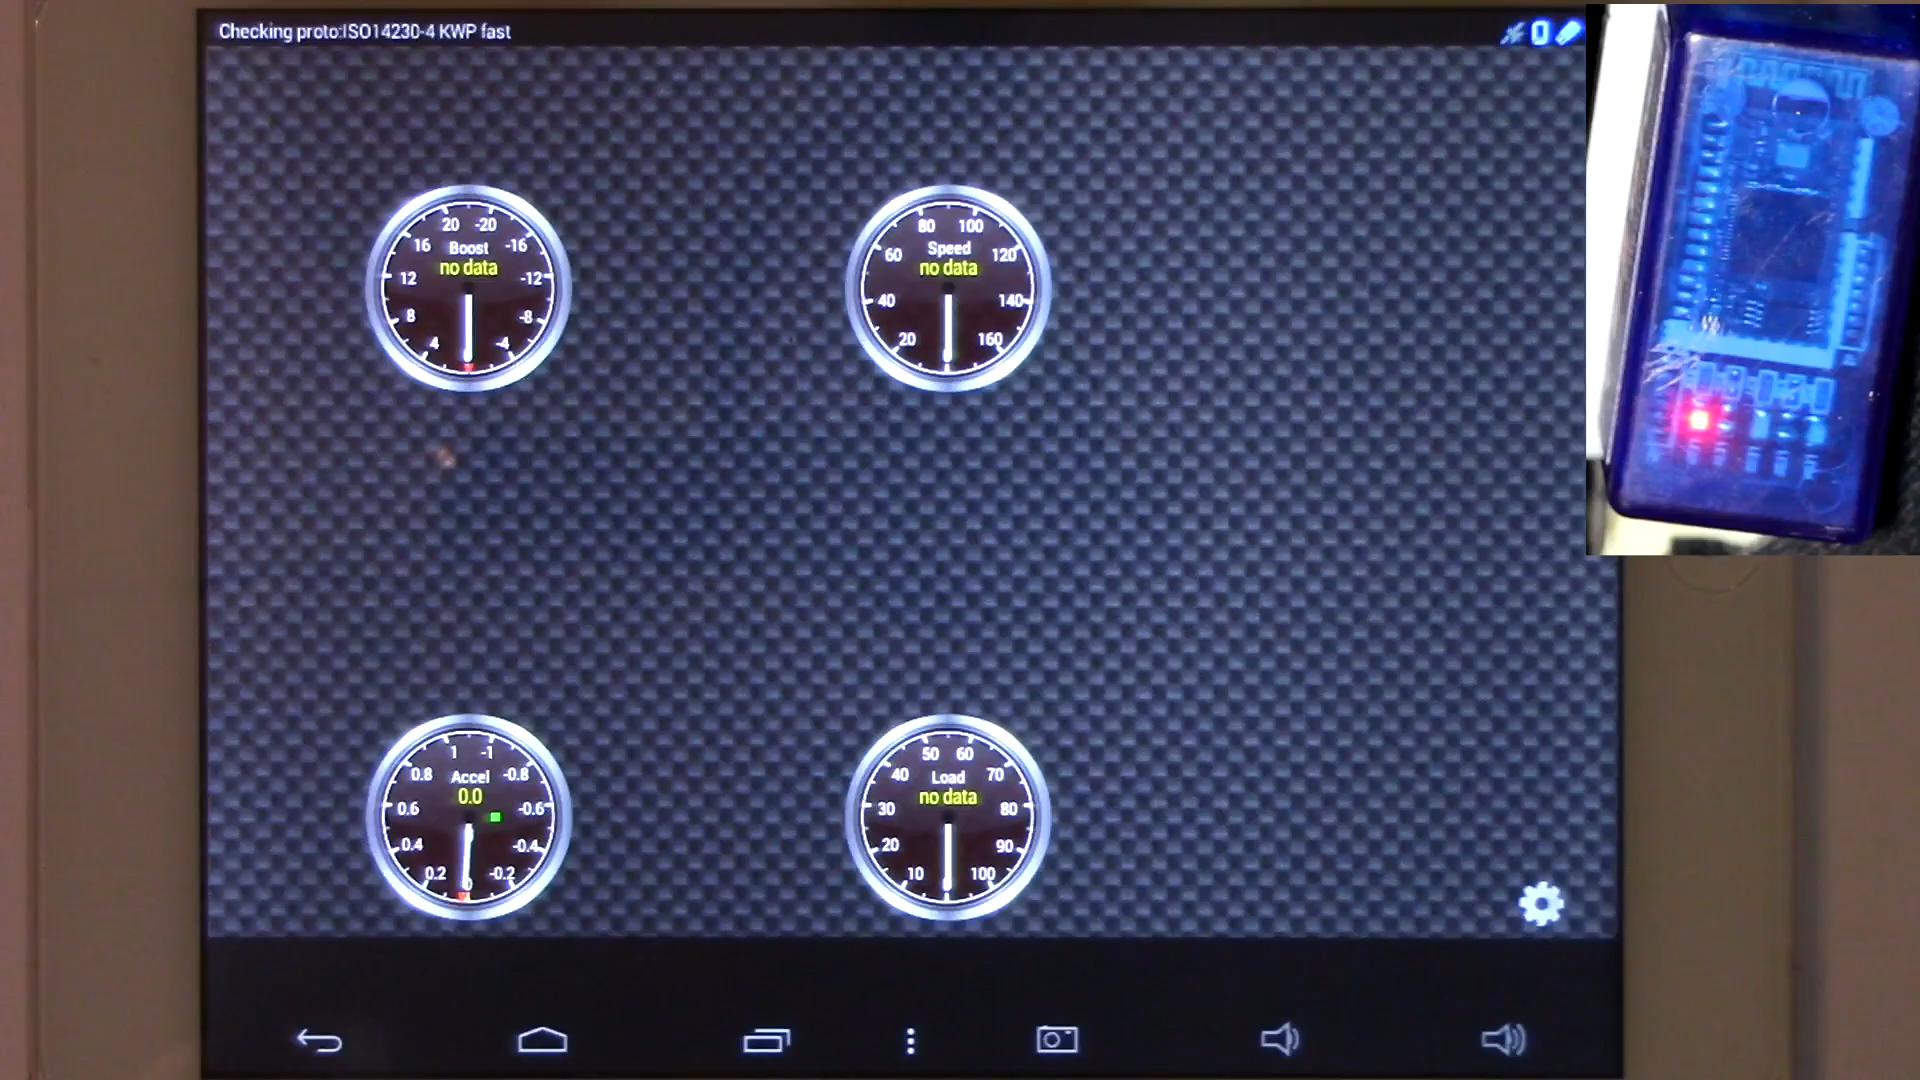 Checking proto:ISO14230-4 KWP fast
20 -20
16 Boost -16
no data
12 -12
8 -8
4 -4
80 100
60 Speed 120
no data
40 140
20 160
1 -1
0.8 Accel -0.8
0.0
0.6 -0.6
0.4 -0.4
0.2 0 -0.2
50 60
40 Load 70
no data
30 80
20 90
10 100